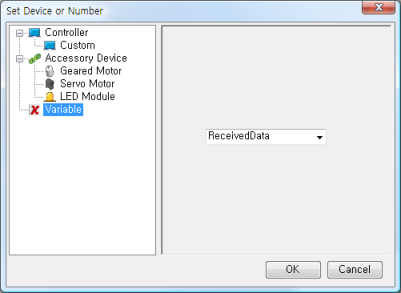 Set Device or Number
Controller
Custom
Accessory Device
Geared Motor
Servo Motor
LED Module
Variable
ReceivedData
OK
Cancel